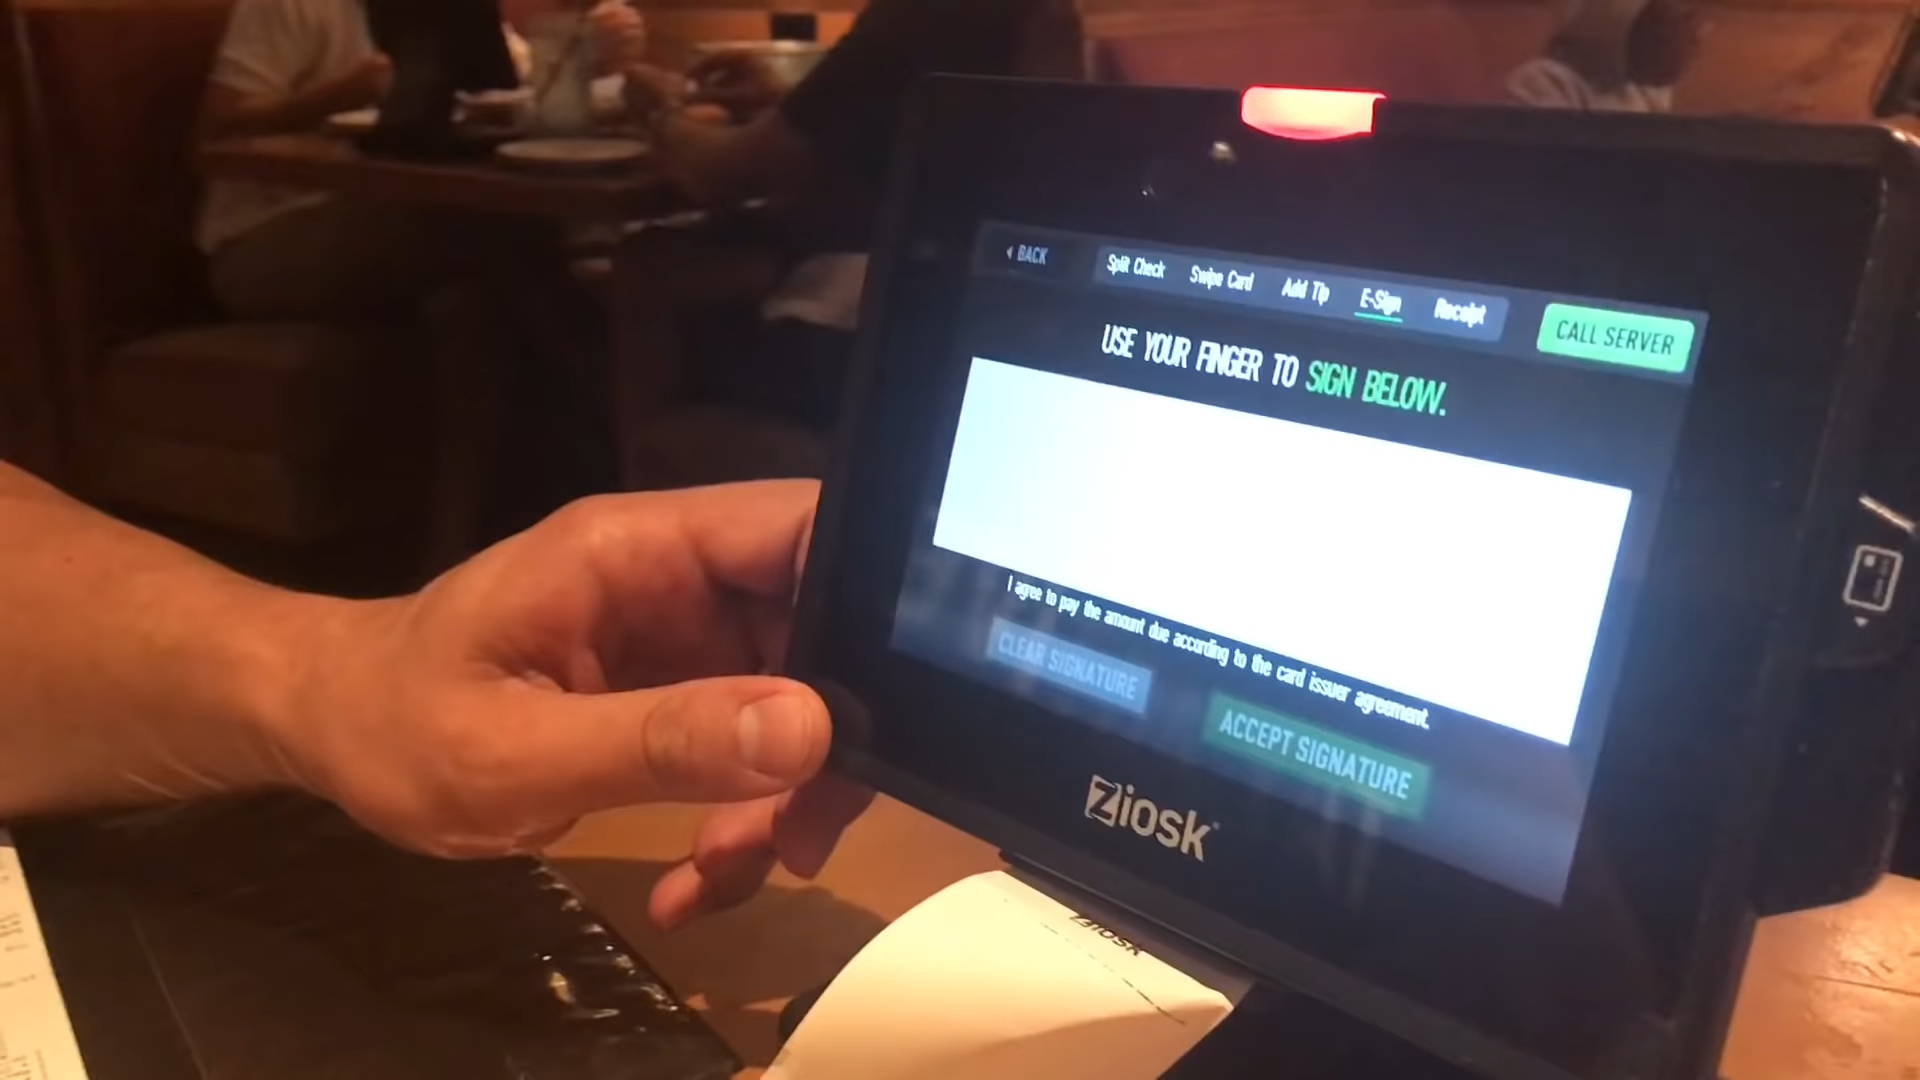 BACK
Split Check
Swipe Card
Add Tip
E-Sign
Receipt
CALL SERVER
USE YOUR FINGER TO SIGN BELOW.
I agree to pay the amount due according to the card issuer agreement.
CLEAR SIGNATURE
ACCEPT SIGNATURE
Ziosk
Ziosk